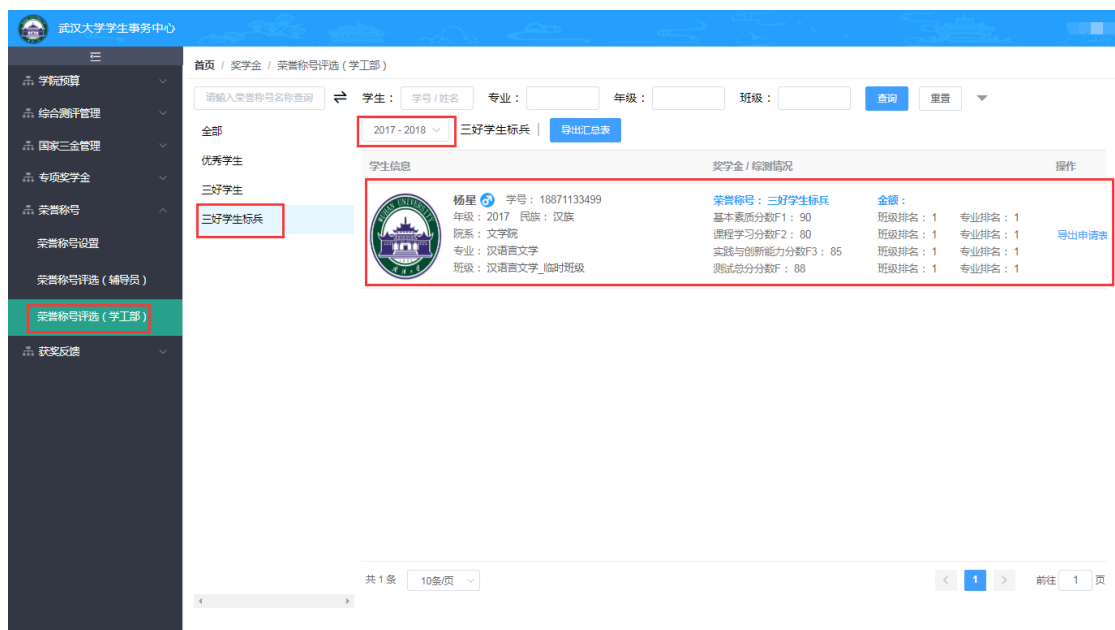 武汉大学学生事务中心
学院预算
综合测评管理
国家三金管理
专项奖学金
荣誉称号
荣誉称号设置
荣誉称号评选(辅导员)
荣誉称号评选(学工部)
获奖反馈
首页 / 奖学金 / 荣誉称号评选(学工部)
请输入荣誉称号名称查询 ⇌ 学生: 学号/姓名 专业: 年级: 班级: 查询 重置
全部
优秀学生
三好学生
三好学生标兵
2017 - 2018 三好学生标兵 | 导出汇总表
学生信息 奖学金 / 综测情况 操作
杨星 学号: 18871133499 荣誉称号: 三好学生标兵 金额:
年级: 2017 民族: 汉族 基本素质分数F1: 90 班级排名: 1 专业排名: 1
院系: 文学院 课程学习分数F2: 80 班级排名: 1 专业排名: 1 导出申请表
专业: 汉语言文学 实践与创新能力分数F3: 85 班级排名: 1 专业排名: 1
班级: 汉语言文学_临时班级 测试总分分数F: 88 班级排名: 1 专业排名: 1
共 1 条 10条/页 < 1 > 前往 1 页